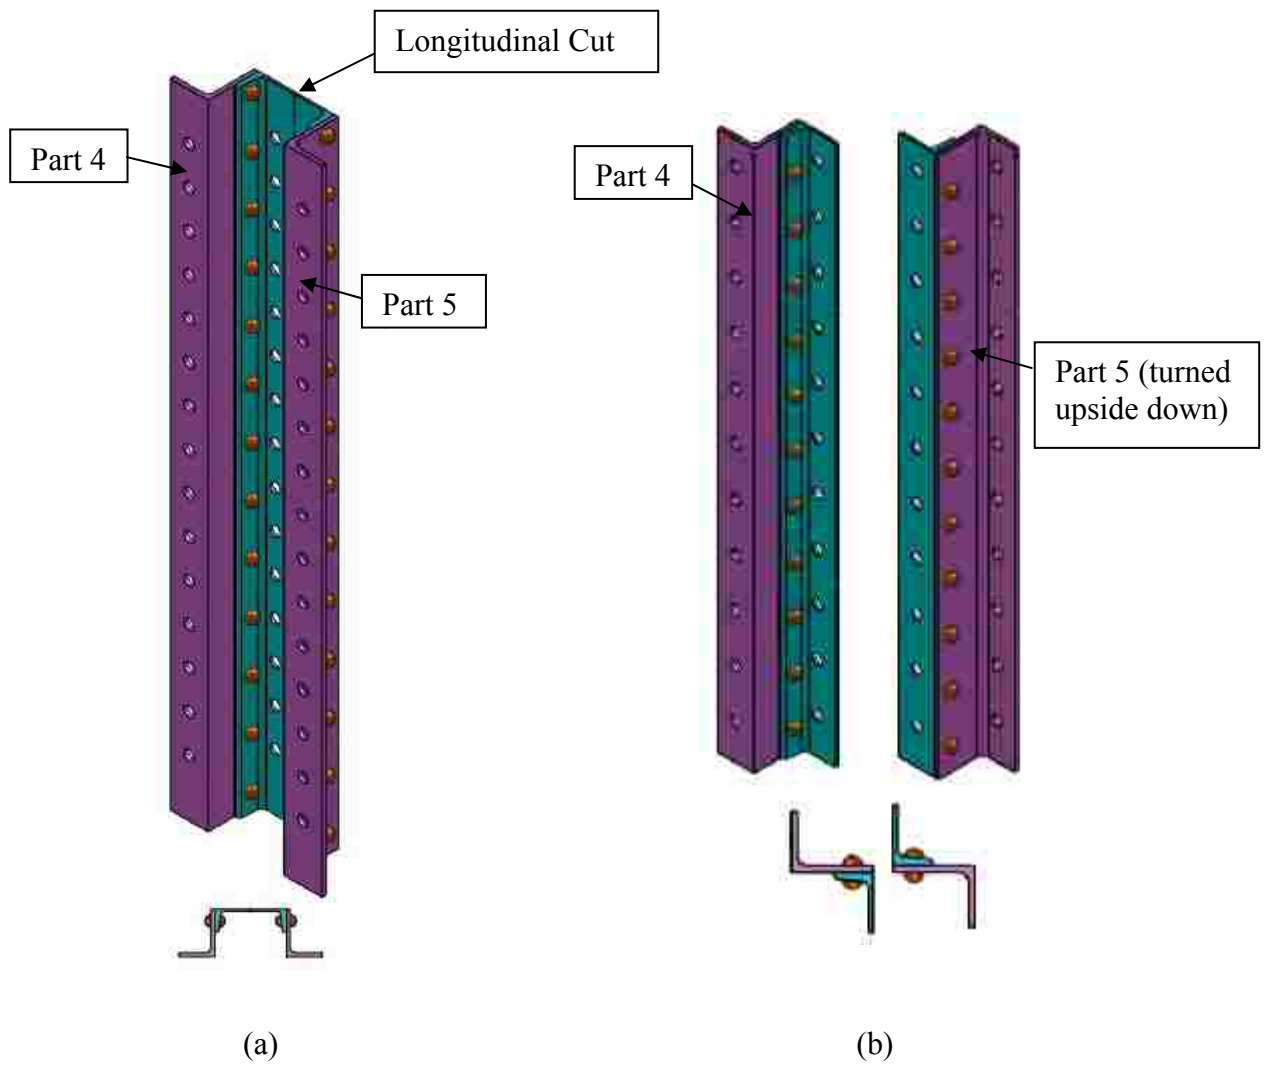 Longitudinal Cut
Part 4
Part 5
Part 4
Part 5 (turned
upside down)
(a)
(b)